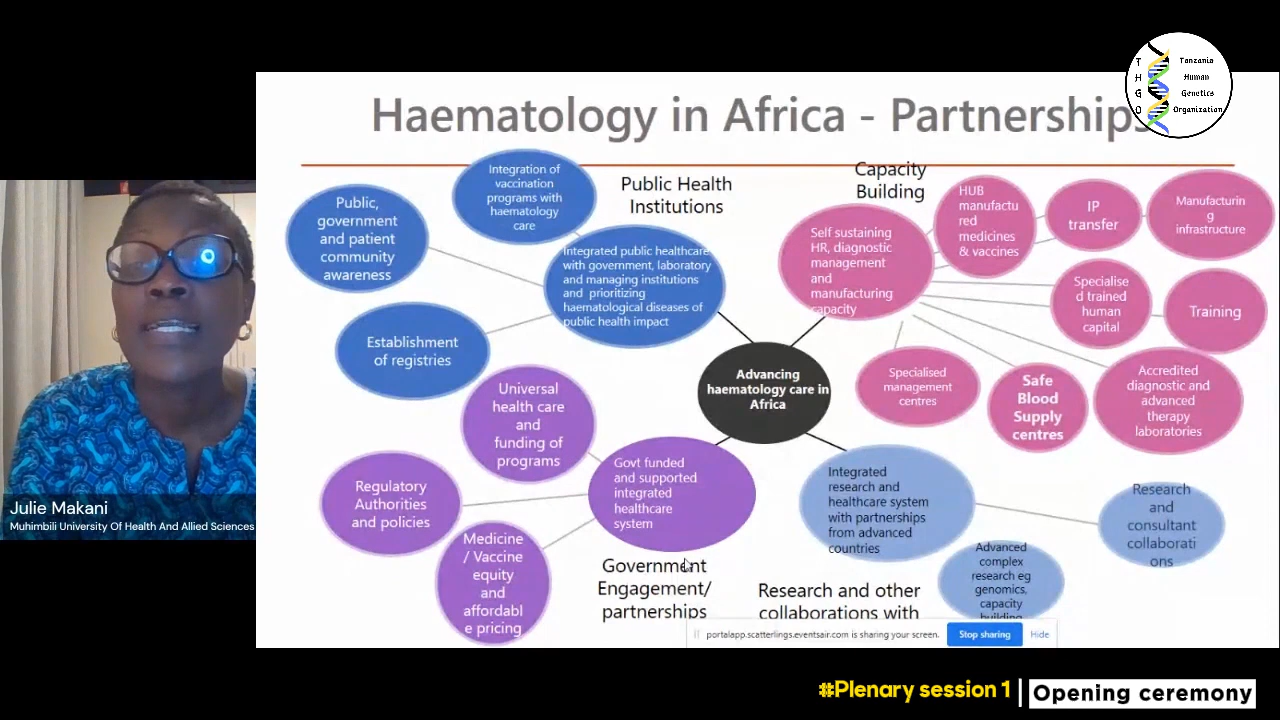 Haematology in Africa - Partnerships
T
H
G
O
Tanzania
Human
Genetics
Organization
Public,
government
and patient
community
awareness
Integration of
vaccination
programs with
haematology
care
Public Health
Institutions
Integrated public healthcare
with government, laboratory
and managing institutions
and prioritizing
haematological diseases of
public health impact
Establishment
of registries
Capacity
Building
Self sustaining
HR, diagnostic
management
and
manufacturing
capacity
HUB
manufactu
red
medicines
& vaccines
IP
transfer
Manufacturin
g
infrastructure
Specialise
d trained
human
capital
Training
Specialised
management
centres
Safe
Blood
Supply
centres
Accredited
diagnostic and
advanced
therapy
laboratories
Advancing
haematology care in
Africa
Universal
health care
and
funding of
programs
Regulatory
Authorities
and policies
Medicine
/ Vaccine
equity
and
affordabl
e pricing
Govt funded
and supported
integrated
healthcare
system
Government
Engagement/
partnerships
Integrated
research and
healthcare system
with partnerships
from advanced
countries
Research
and
consultant
collaborati
ons
Advanced
complex
research eg
genomics,
capacity
building
Research and other
collaborations with
portalapp.scatterlings.eventsair.com is sharing your screen.
Stop sharing
Hide
Julie Makani
Muhimbili University Of Health And Allied Sciences
#Plenary session 1
Opening ceremony